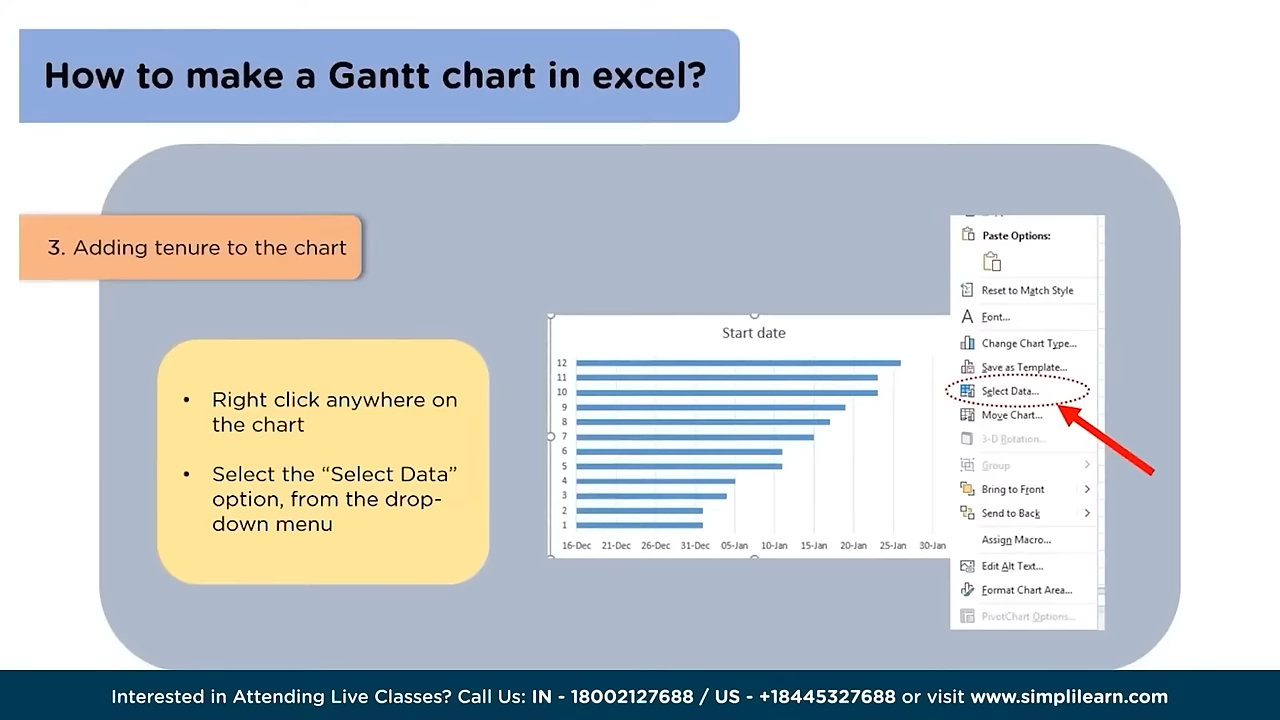 How to make a Gantt chart in excel?
3. Adding tenure to the chart
• Right click anywhere on
the chart
• Select the “Select Data”
option, from the drop-
down menu
Start date
12
11
10
9
8
7
6
5
4
3
2
1
16-Dec 21-Dec 26-Dec 31-Dec 05-Jan 10-Jan 15-Jan 20-Jan 25-Jan 30-Jan
Paste Options:
Reset to Match Style
Font...
Change Chart Type...
Save as Template...
Select Data...
Move Chart...
3-D Rotation...
Group
Bring to Front
Send to Back
Assign Macro...
Edit Alt Text...
Format Chart Area...
PivotChart Options...
Interested in Attending Live Classes? Call Us: IN - 18002127688 / US - +18445327688 or visit www.simplilearn.com